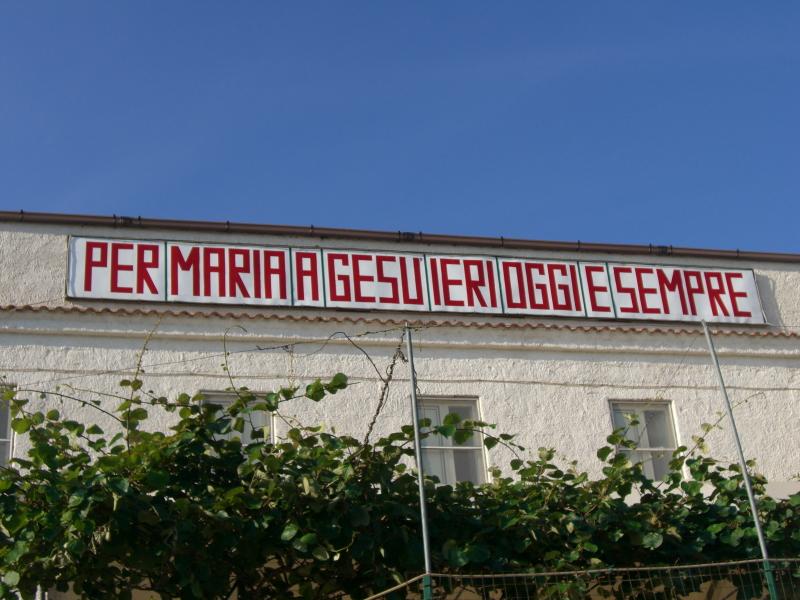 PER MARIA A GESU IERI OGGI E SEMPRE